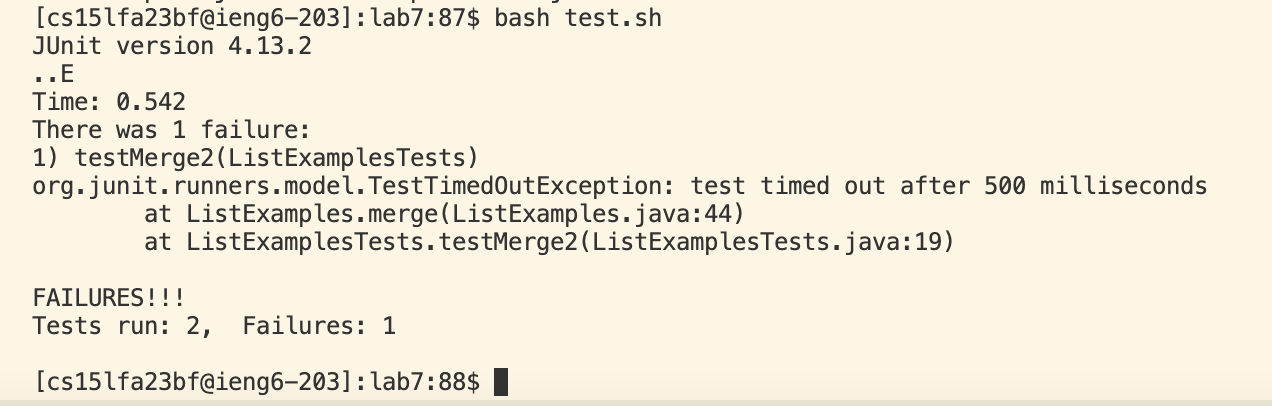 [cs15lfa23bf@ieng6-203]:lab7:87$ bash test.sh
JUnit version 4.13.2
..E
Time: 0.542
There was 1 failure:
1) testMerge2(ListExamplesTests)
org.junit.runners.model.TestTimedOutException: test timed out after 500 milliseconds
        at ListExamples.merge(ListExamples.java:44)
        at ListExamplesTests.testMerge2(ListExamplesTests.java:19)

FAILURES!!!
Tests run: 2,  Failures: 1

[cs15lfa23bf@ieng6-203]:lab7:88$